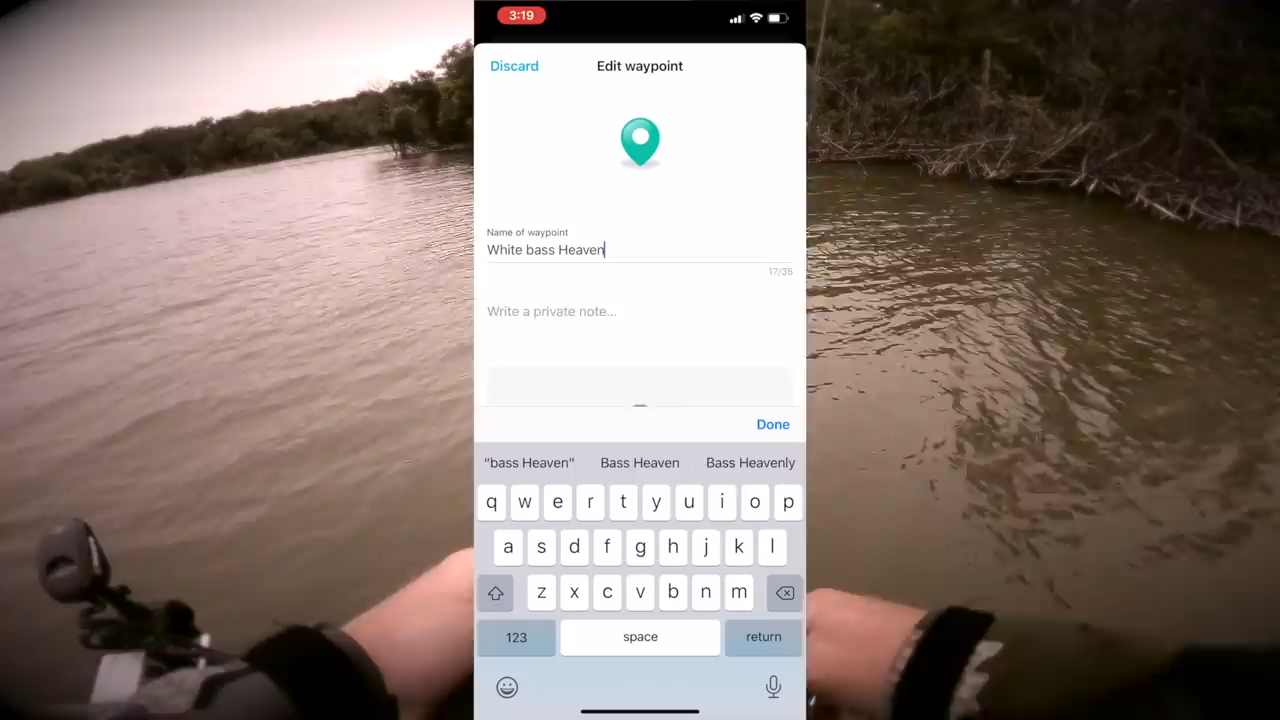 3:19
Discard Edit waypoint
Name of waypoint
White bass Heaven
17/35
Write a private note...
Done
“bass Heaven” Bass Heaven Bass Heavenly
q w e r t y u i o p
a s d f g h j k l
z x c v b n m
123 space return